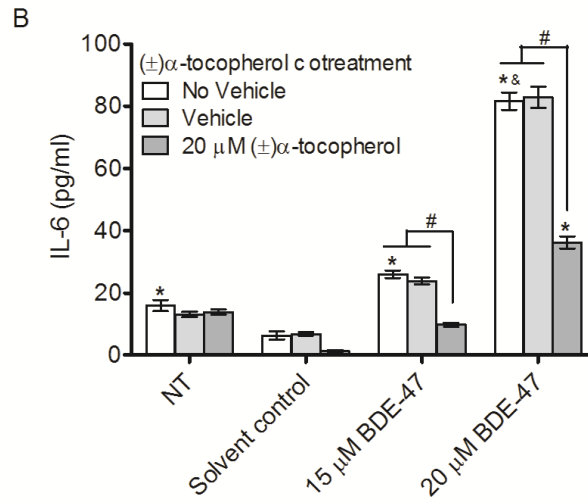 B
(±)α-tocopherol cotreatment
No Vehicle
Vehicle
20 µM (±)α-tocopherol
IL-6 (pg/ml)
100
80
60
40
20
0
*
*
#
* &
#
*
NT
Solvent control
15 µM BDE-47
20 µM BDE-47